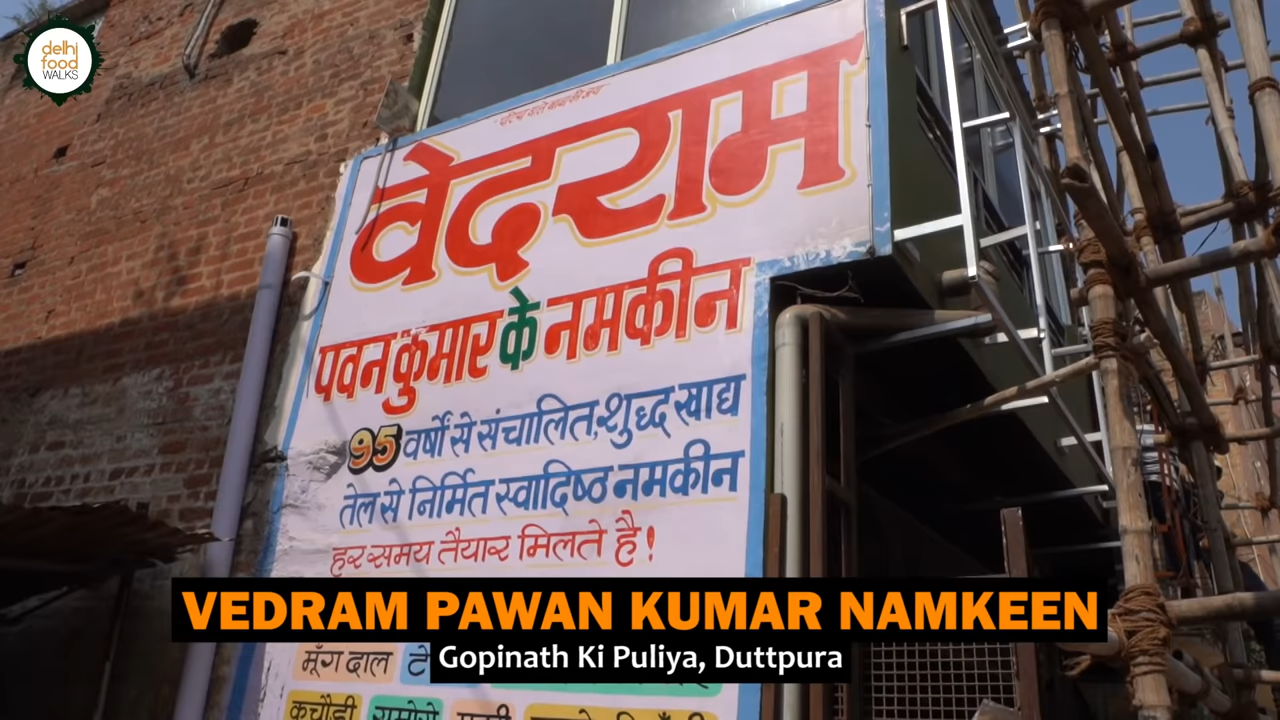 delhi
food
WALKS
वेदराम
पवन कुमार के नमकीन
95 वर्षों से संचालित, शुद्ध खाद्य
तेल से निर्मित स्वादिष्ठ नमकीन
हर समय तैयार मिलते है!
VEDRAM PAWAN KUMAR NAMKEEN
मूँग दाल
Gopinath Ki Puliya, Duttpura
कचौड़ी समोसे